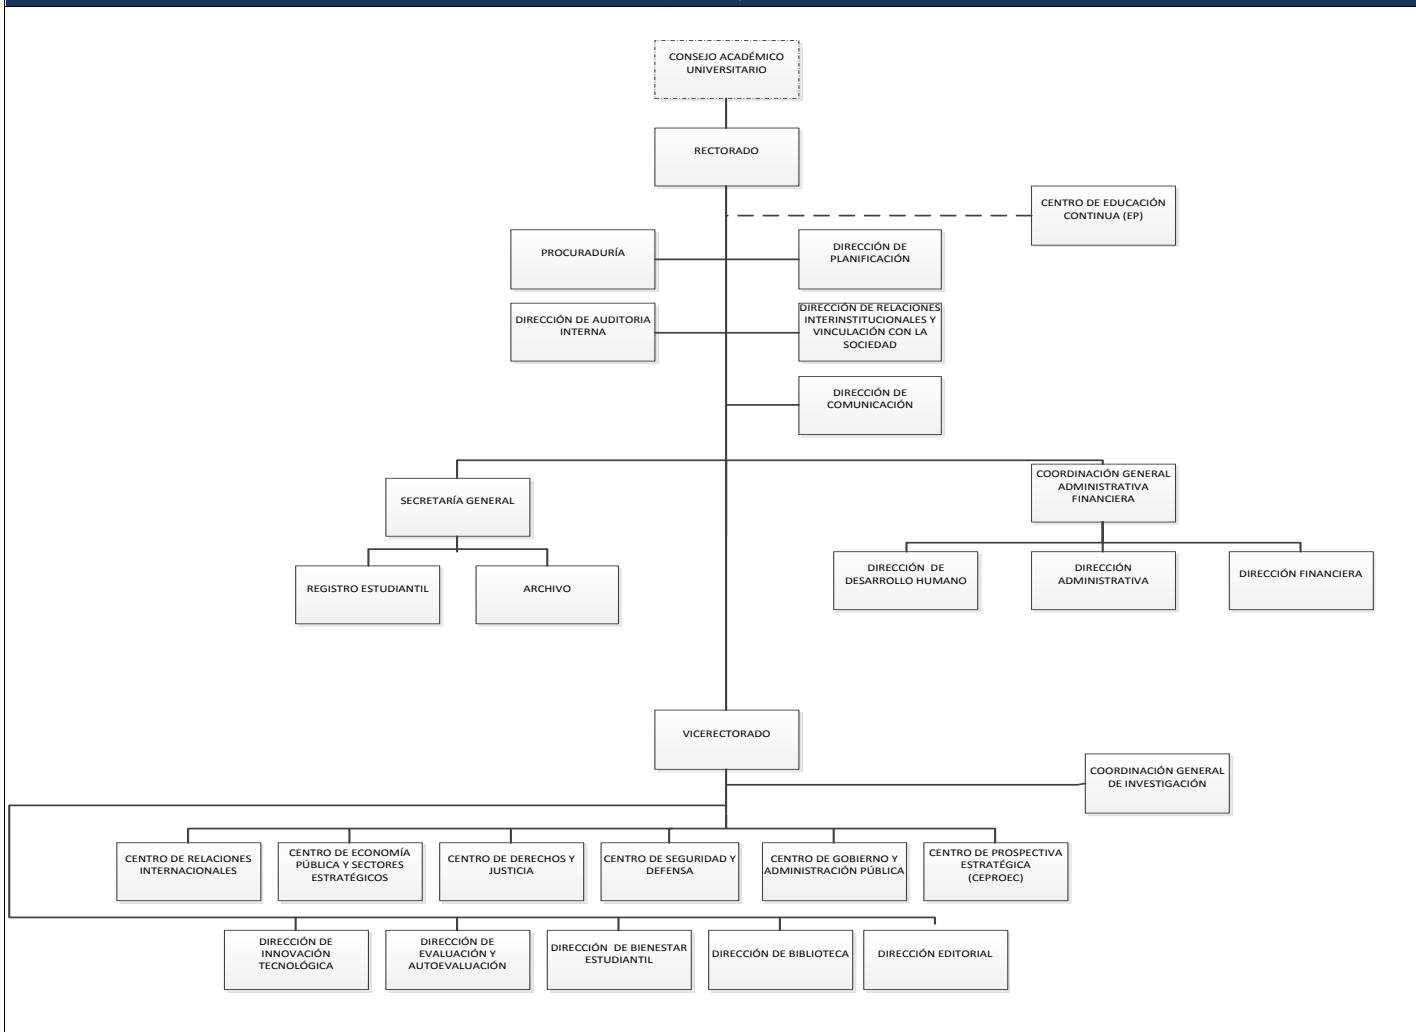 CONSEJO ACADÉMICO
UNIVERSITARIO
RECTORADO
CENTRO DE EDUCACIÓN
CONTINUA (EP)
PROCURADURÍA
DIRECCIÓN DE
PLANIFICACIÓN
DIRECCIÓN DE AUDITORIA
INTERNA
DIRECCIÓN DE RELACIONES
INTERINSTITUCIONALES Y
VINCULACIÓN CON LA
SOCIEDAD
DIRECCIÓN DE
COMUNICACIÓN
SECRETARÍA GENERAL
COORDINACIÓN GENERAL
ADMINISTRATIVA
FINANCIERA
REGISTRO ESTUDIANTIL
ARCHIVO
DIRECCIÓN DE
DESARROLLO HUMANO
DIRECCIÓN
ADMINISTRATIVA
DIRECCIÓN FINANCIERA
VICERECTORADO
COORDINACIÓN GENERAL
DE INVESTIGACIÓN
CENTRO DE RELACIONES
INTERNACIONALES
CENTRO DE ECONOMÍA
PÚBLICA Y SECTORES
ESTRATÉGICOS
CENTRO DE DERECHOS Y
JUSTICIA
CENTRO DE SEGURIDAD Y
DEFENSA
CENTRO DE GOBIERNO Y
ADMINISTRACIÓN PÚBLICA
CENTRO DE PROSPECTIVA
ESTRATÉGICA
(CEPROEC)
DIRECCIÓN DE
INNOVACIÓN
TECNOLÓGICA
DIRECCIÓN DE
EVALUACIÓN Y
AUTOEVALUACIÓN
DIRECCIÓN DE BIENESTAR
ESTUDIANTIL
DIRECCIÓN DE BIBLIOTECA
DIRECCIÓN EDITORIAL